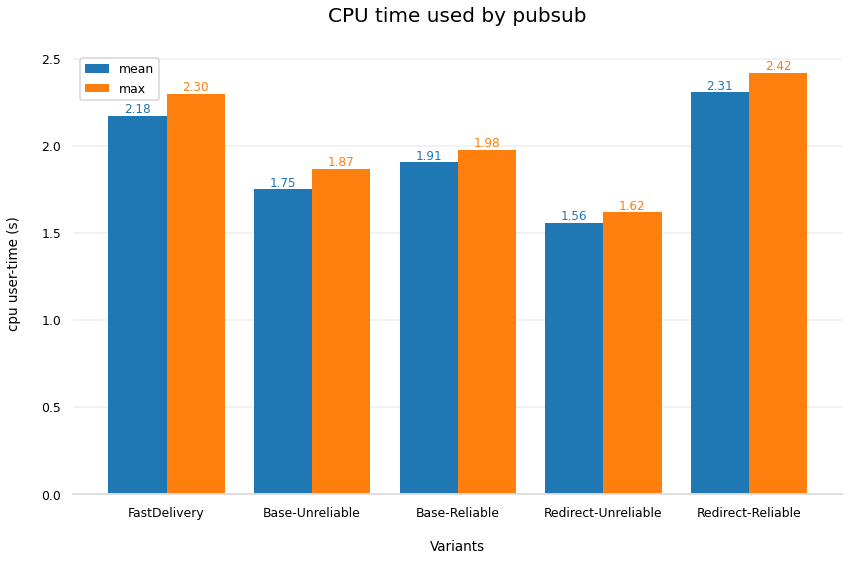 CPU time used by pubsub
cpu user-time (s)
2.5
2.0
1.5
1.0
0.5
0.0
mean
max
2.18
2.30
1.75
1.87
1.91
1.98
1.56
1.62
2.31
2.42
FastDelivery
Base-Unreliable
Base-Reliable
Redirect-Unreliable
Redirect-Reliable
Variants